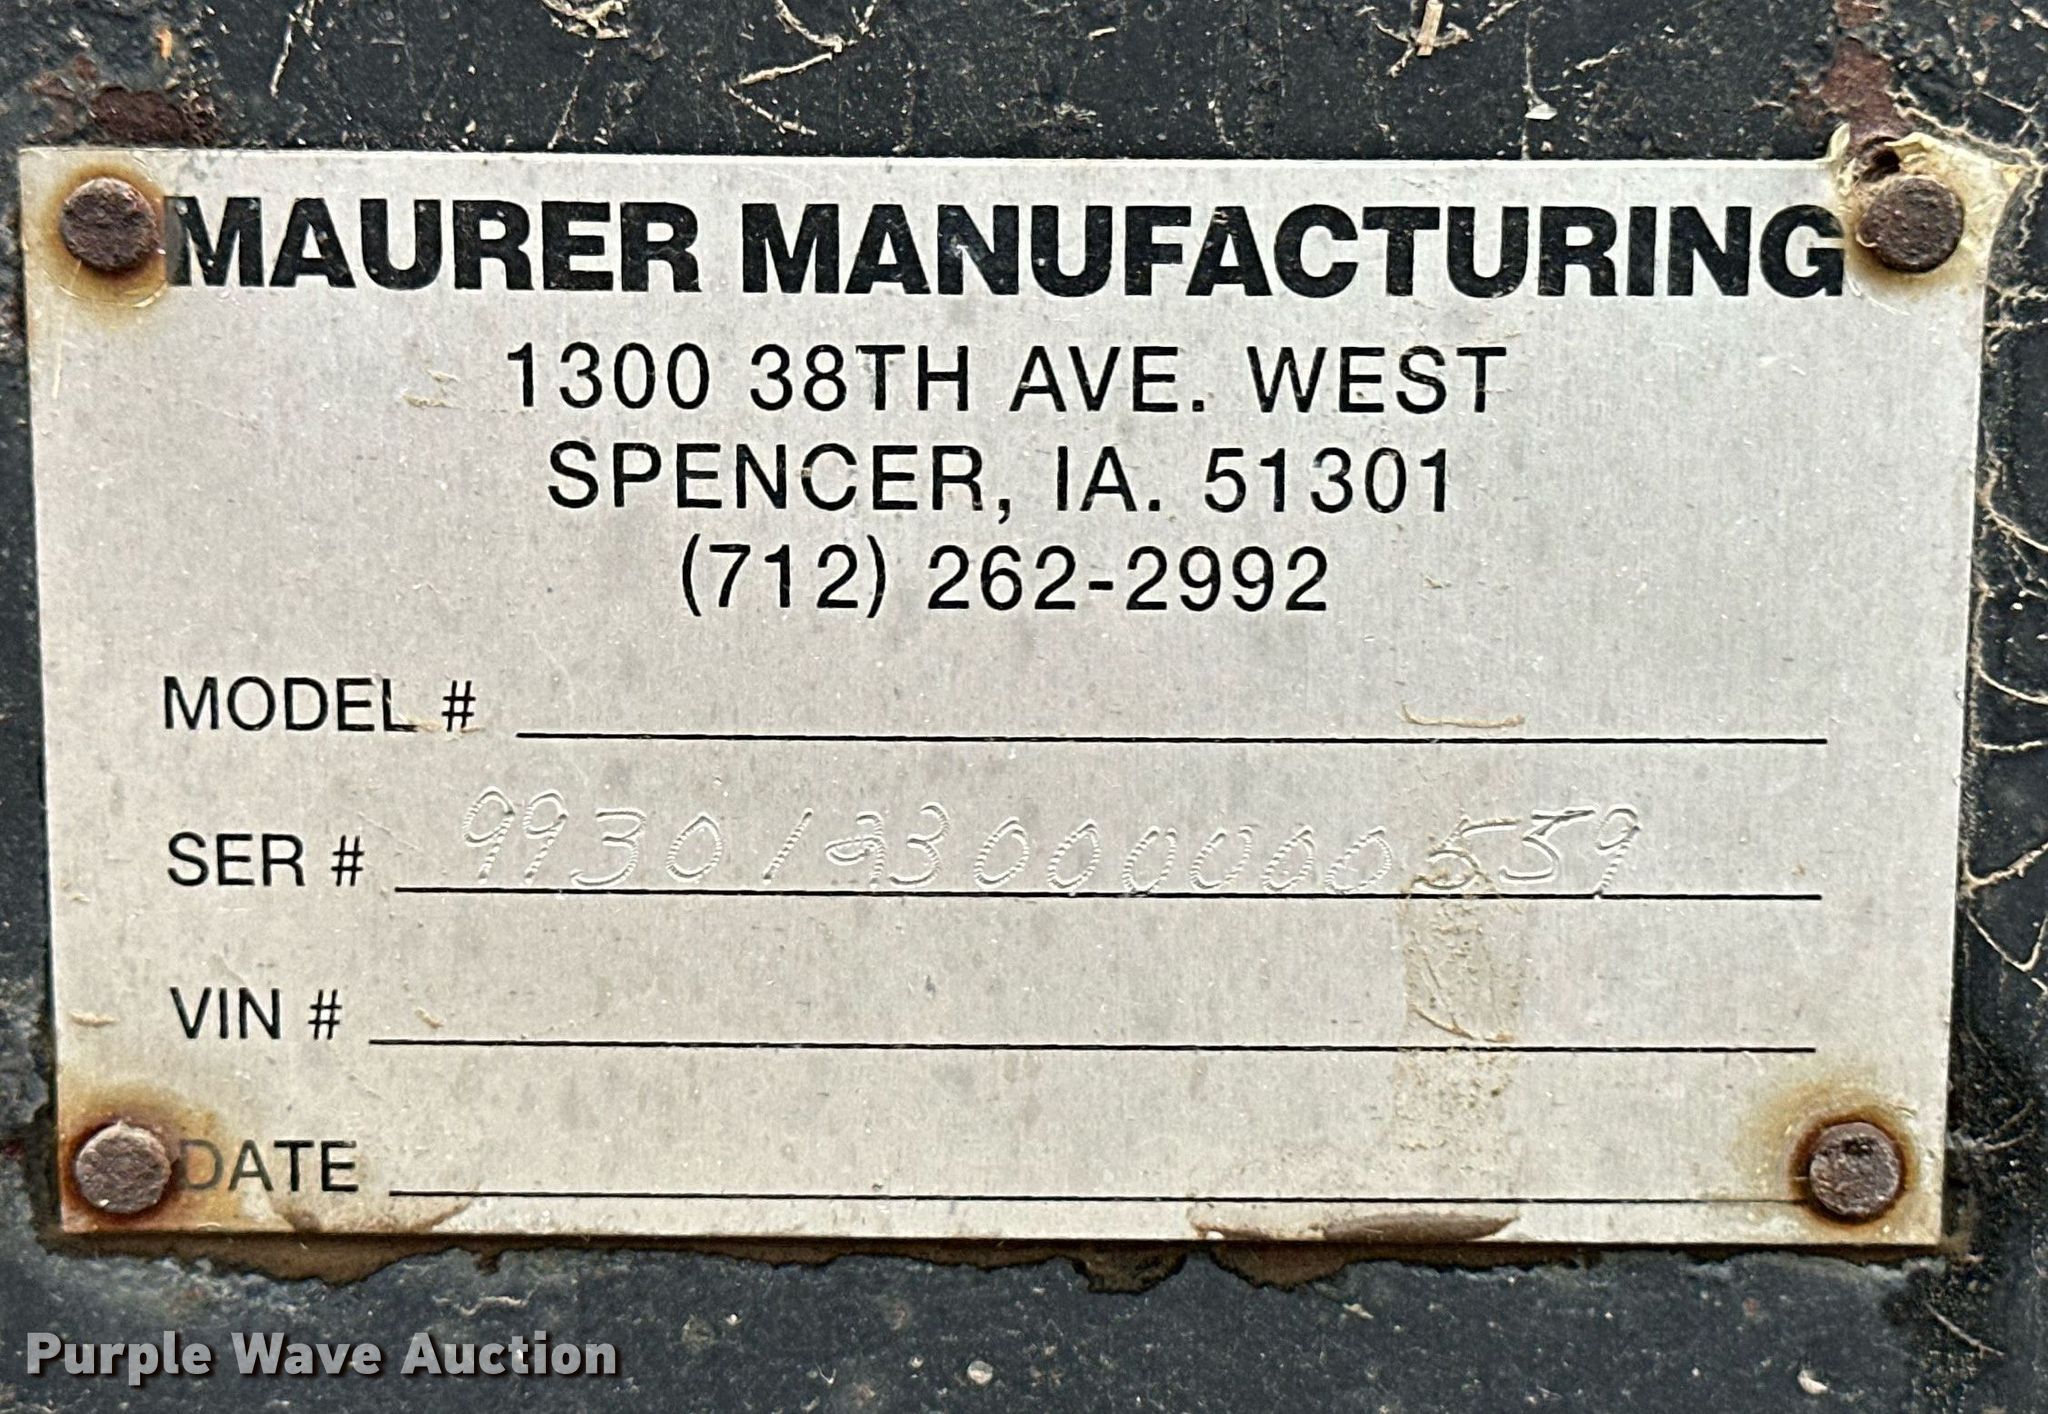 MAURER MANUFACTURING
1300 38TH AVE. WEST
SPENCER, IA. 51301
(712) 262-2992
MODEL #
SER #
VIN #
DATE
Purple Wave Auction